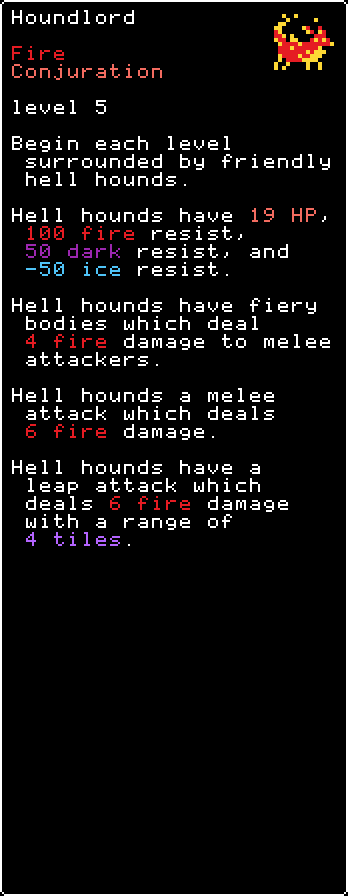 Houndlord
Fire
Conjuration
level 5
Begin each level
surrounded by friendly
hell hounds.
Hell hounds have 19 HP,
100 fire resist,
50 dark resist, and
-50 ice resist.
Hell hounds have fiery
bodies which deal
4 fire damage to melee
attackers.
Hell hounds a melee
attack which deals
6 fire damage.
Hell hounds have a
leap attack which
deals 6 fire damage
with a range of
4 tiles.